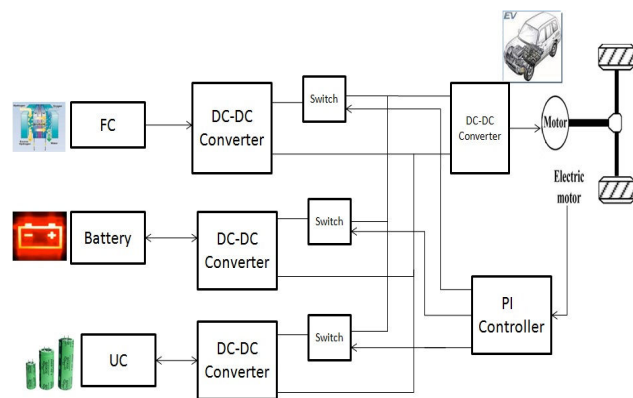 EV
FC
DC-DC
Converter
Switch
DC-DC
Converter
Motor
Electric
motor
Battery
DC-DC
Converter
Switch
PI
Controller
UC
DC-DC
Converter
Switch